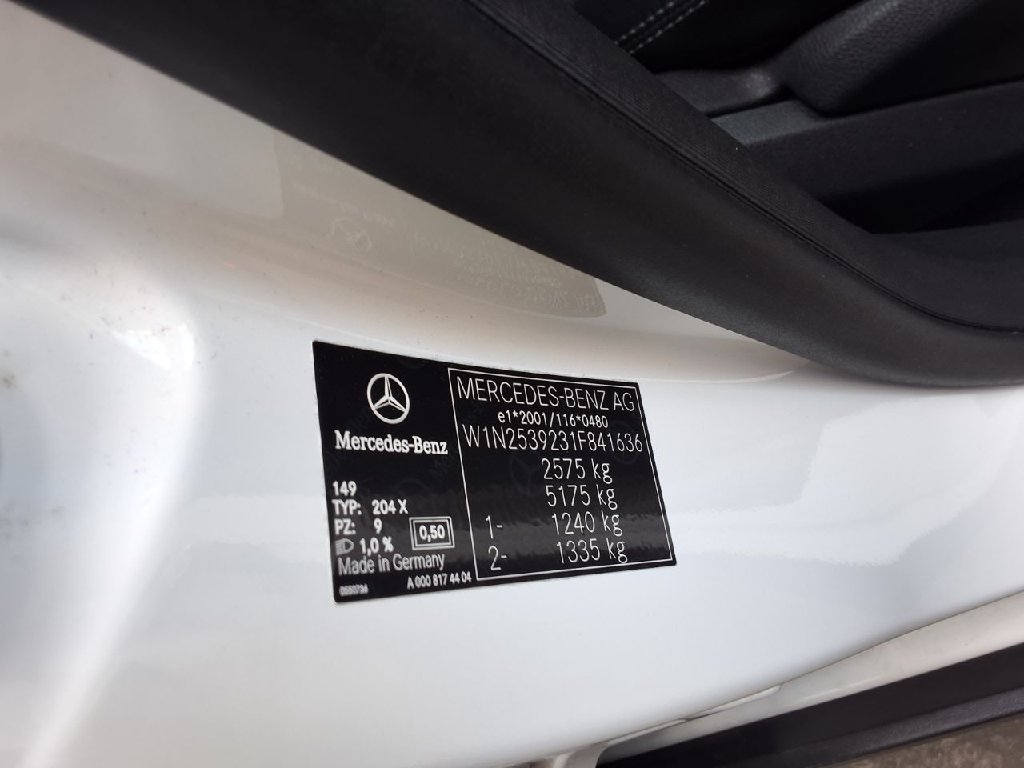 Mercedes-Benz
149
TYP: 204 X
PZ: 9
0,50
1,0 %
Made in Germany
A 000 817 44 04
MERCEDES-BENZ AG
e1*2001/116*0480
W1N2539231F841636
2575 kg
5175 kg
1- 1240 kg
2- 1335 kg